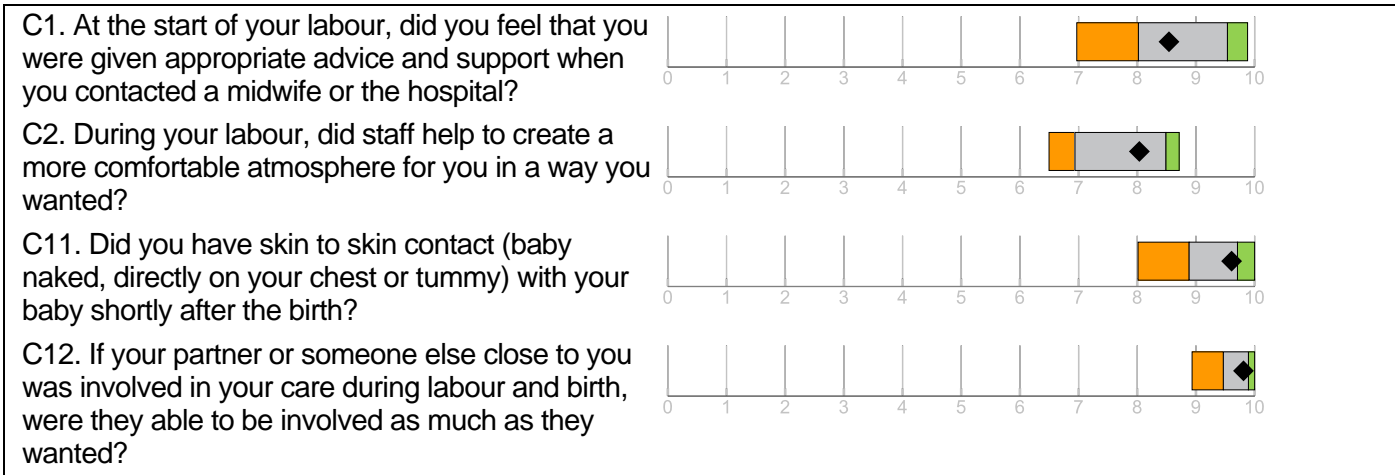 C1. At the start of your labour, did you feel that you
were given appropriate advice and support when
you contacted a midwife or the hospital?
0 1 2 3 4 5 6 7 8 9 10
C2. During your labour, did staff help to create a
more comfortable atmosphere for you in a way you
wanted?
0 1 2 3 4 5 6 7 8 9 10
C11. Did you have skin to skin contact (baby
naked, directly on your chest or tummy) with your
baby shortly after the birth?
0 1 2 3 4 5 6 7 8 9 10
C12. If your partner or someone else close to you
was involved in your care during labour and birth,
were they able to be involved as much as they
wanted?
0 1 2 3 4 5 6 7 8 9 10